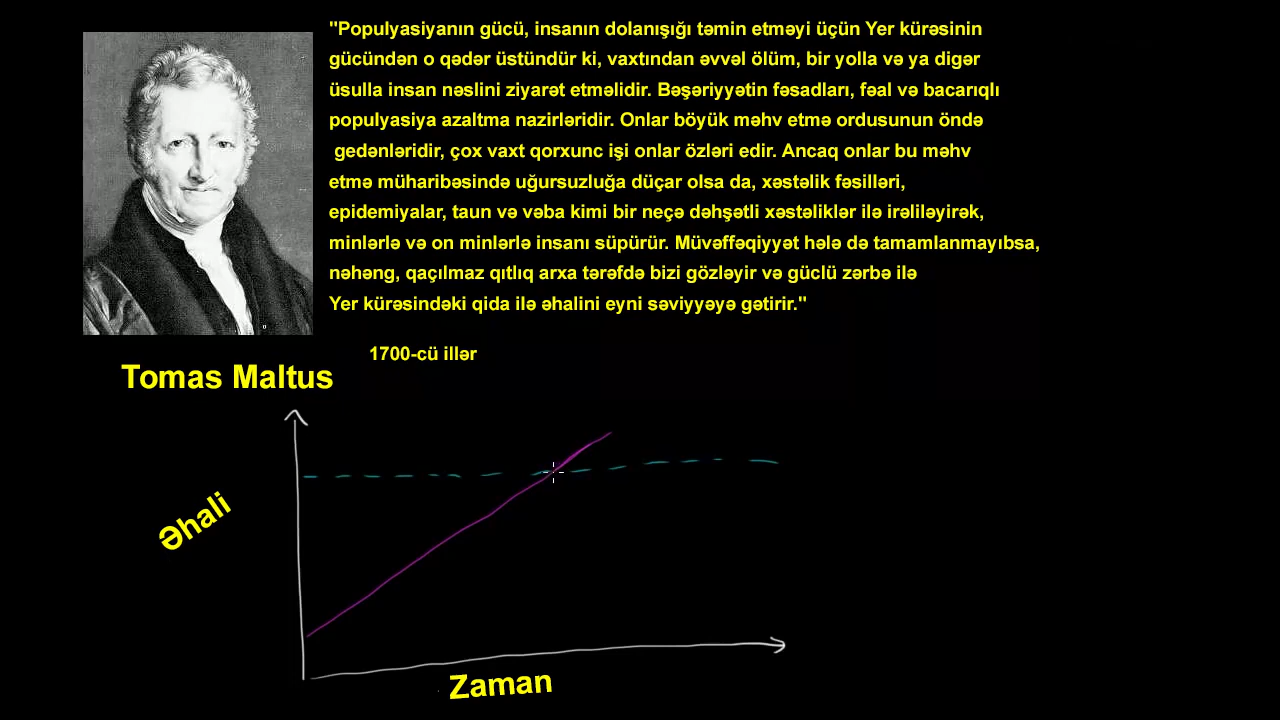 "Populyasiyanın gücü, insanın dolanışığı təmin etməyi üçün Yer kürəsinin
gücündən o qədər üstündür ki, vaxtından əvvəl ölüm, bir yolla və ya digər
üsulla insan nəslini ziyarət etməlidir. Bəşəriyyətin fəsadları, fəal və bacarıqlı
populyasiya azaltma nazirləridir. Onlar böyük məhv etmə ordusunun öndə
gedənləridir, çox vaxt qorxunc işi onlar özləri edir. Ancaq onlar bu məhv
etmə müharibəsində uğursuzluğa düçar olsa da, xəstəlik fəsilləri,
epidemiyalar, taun və vəba kimi bir neçə dəhşətli xəstəliklər ilə irəliləyirək,
minlərlə və on minlərlə insanı süpürür. Müvəffəqiyyət hələ də tamamlanmayıbsa,
nəhəng, qaçılmaz qıtlıq arxa tərəfdə bizi gözləyir və güclü zərbə ilə
Yer kürəsindəki qida ilə əhalini eyni səviyyəyə gətirir."
1700-cü illər
Tomas Maltus
Əhali
Zaman